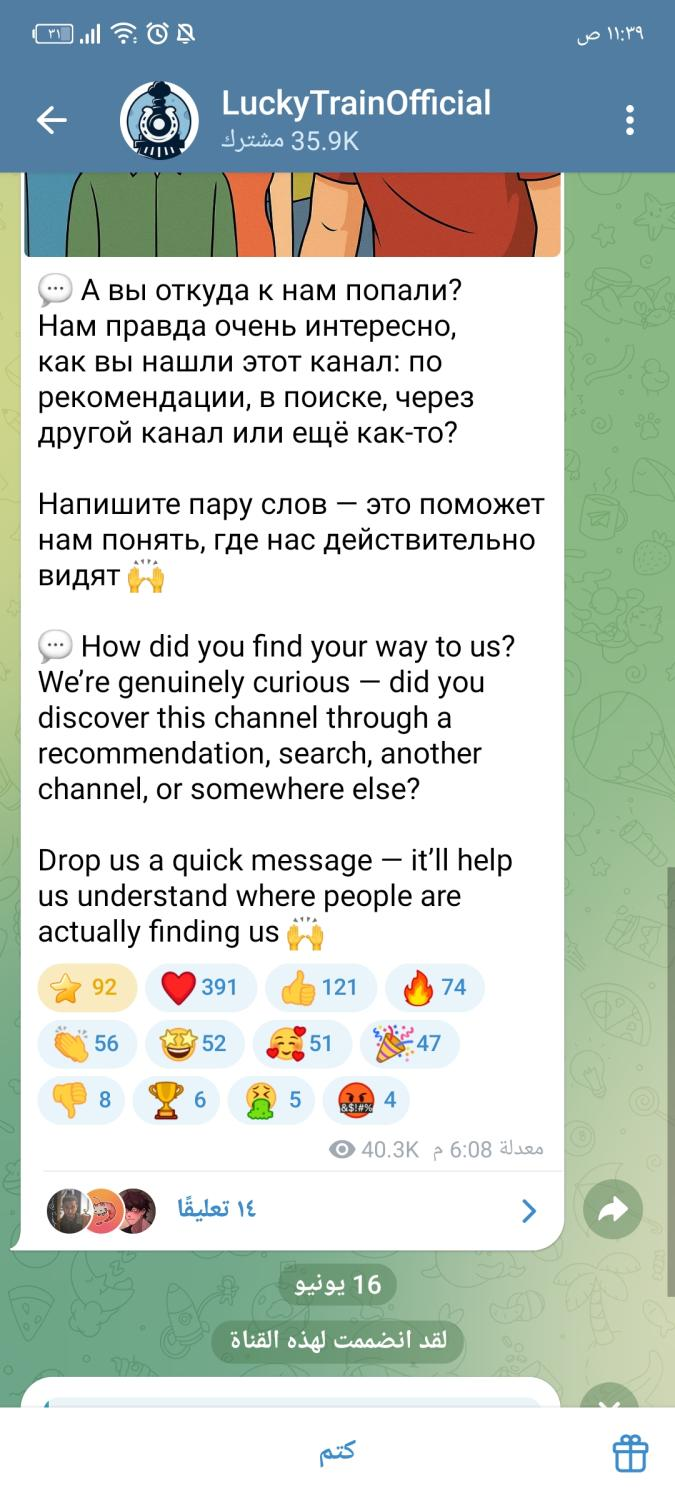 ٣١
١١:٣٩ ص
LuckyTrainOfficial
35.9K مشترك
💬 А вы откуда к нам попали?
Нам правда очень интересно,
как вы нашли этот канал: по
рекомендации, в поиске, через
другой канал или ещё как-то?
Напишите пару слов — это поможет
нам понять, где нас действительно
видят 🙌
💬 How did you find your way to us?
We’re genuinely curious — did you
discover this channel through a
recommendation, search, another
channel, or somewhere else?
Drop us a quick message — it’ll help
us understand where people are
actually finding us 🙌
⭐ 92 ❤️ 391 👍 121 🔥 74
👏 56 🤩 52 🥰 51 🎉 47
👎 8 🏆 6 🤮 5 🤬 4
40.3K معدلة 6:08 م
١٤ تعليقًا
16 يونيو
لقد انضممت لهذه القناة
كتم